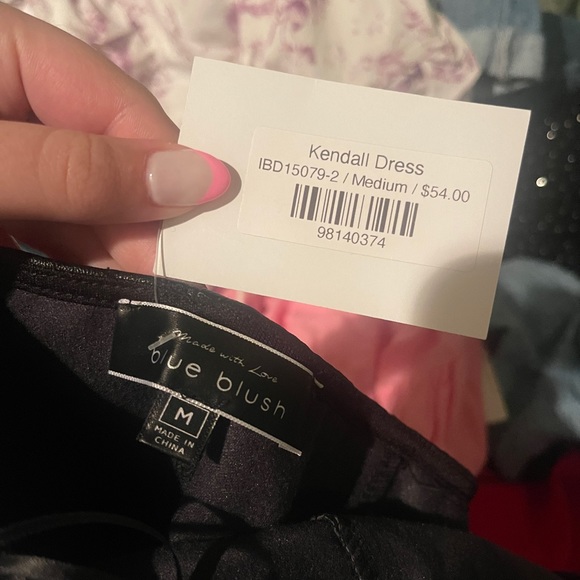 Kendall Dress
IBD15079-2 / Medium / $54.00
98140374
Made with Love
blue blush
M
MADE IN
CHINA